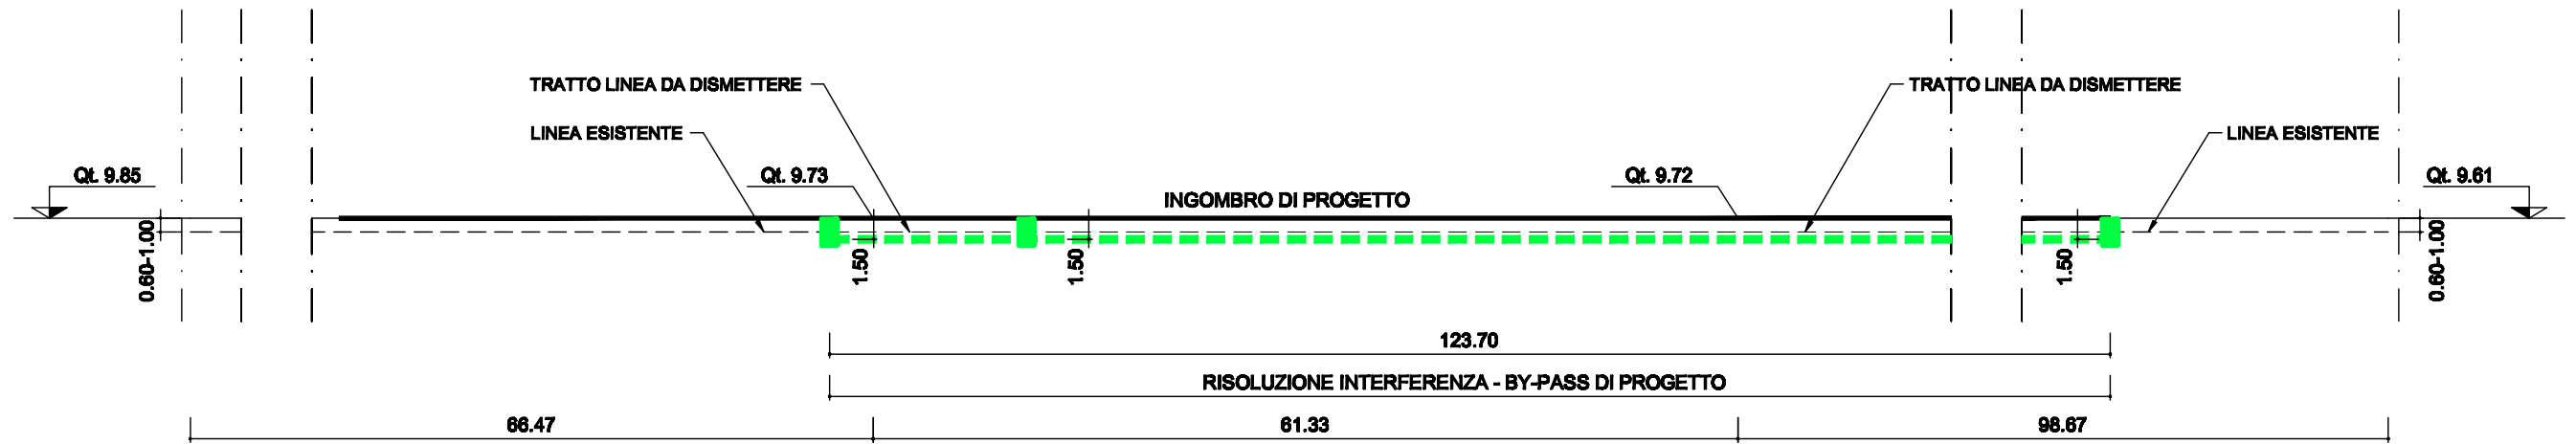 TRATTO LINEA DA DISMETTERE
TRATTO LINEA DA DISMETTERE
LINEA ESISTENTE
LINEA ESISTENTE
Qt. 9.85
Qt. 9.73
Qt. 9.72
Qt. 9.61
INGOMBRO DI PROGETTO
0.60-1.00
1.50
1.50
1.50
0.60-1.00
123.70
RISOLUZIONE INTERFERENZA - BY-PASS DI PROGETTO
66.47
61.33
98.67